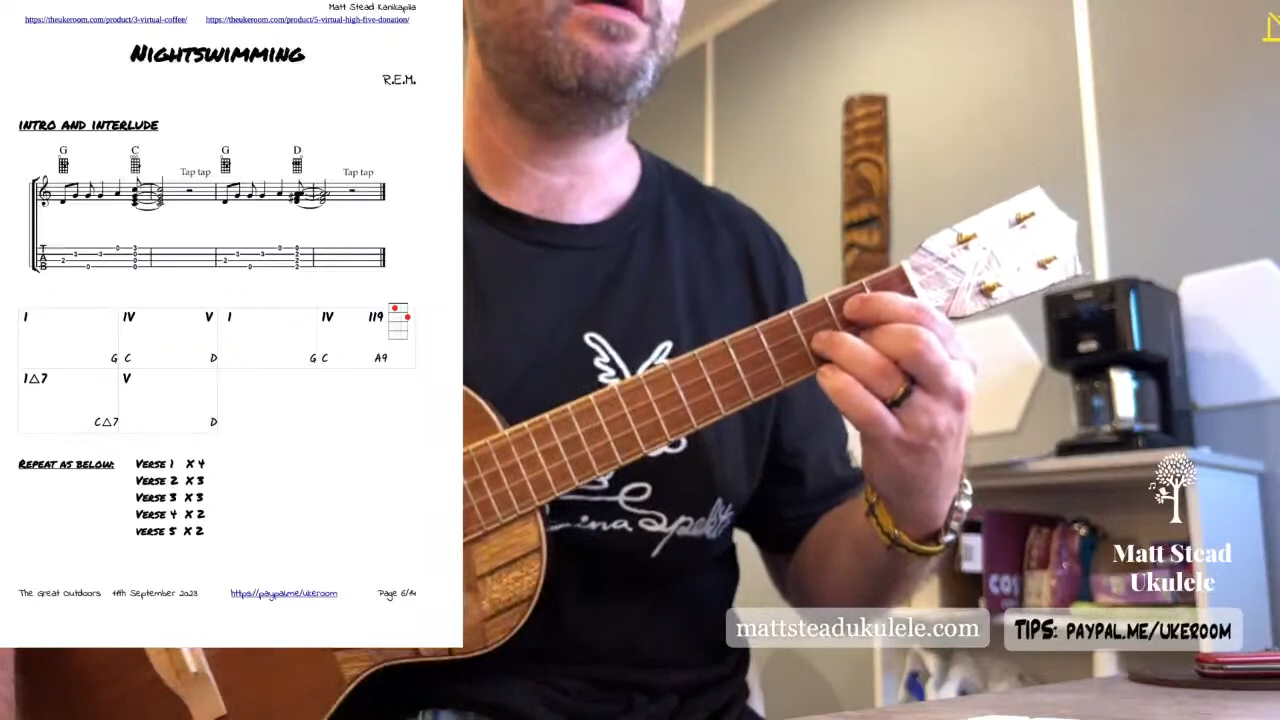 Matt Stead Kanikapila
https://theukeroom.com/product/3-virtual-coffee/ https://theukeroom.com/product/5-virtual-high-five-donation/
Nightswimming
R.E.M.
INTRO AND INTERLUDE
G C G D
Tap tap Tap tap
I IV V I IV II9
G C D G C A9
I△7 V
C△7 D
Repeat as below: Verse 1 X 4
Verse 2 X 3
Verse 3 X 3
Verse 4 X 2
Verse 5 X 2
The Great Outdoors 14th September 2023 https://paypal.me/ukeroom Page 6/14
Matt Stead
Ukulele
mattsteadukulele.com
TIPS: PAYPAL.ME/UKEROOM